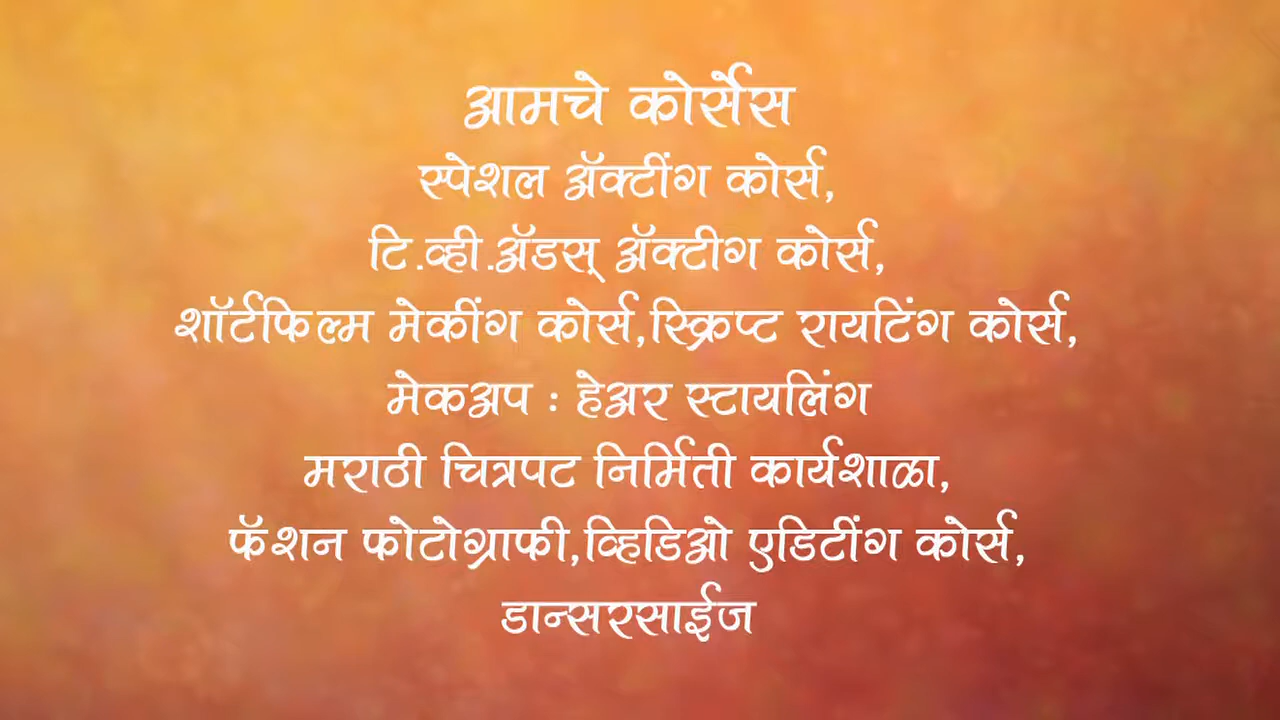 आमचे कोर्सेस
स्पेशल ॲक्टींग कोर्स,
टि.व्ही.ॲडस् ॲक्टीग कोर्स,
शॉर्टफिल्म मेकींग कोर्स,स्क्रिप्ट रायटिंग कोर्स,
मेकअप : हेअर स्टायलिंग
मराठी चित्रपट निर्मिती कार्यशाळा,
फॅशन फोटोग्राफी,व्हिडिओ एडिटींग कोर्स,
डान्सरसाईज